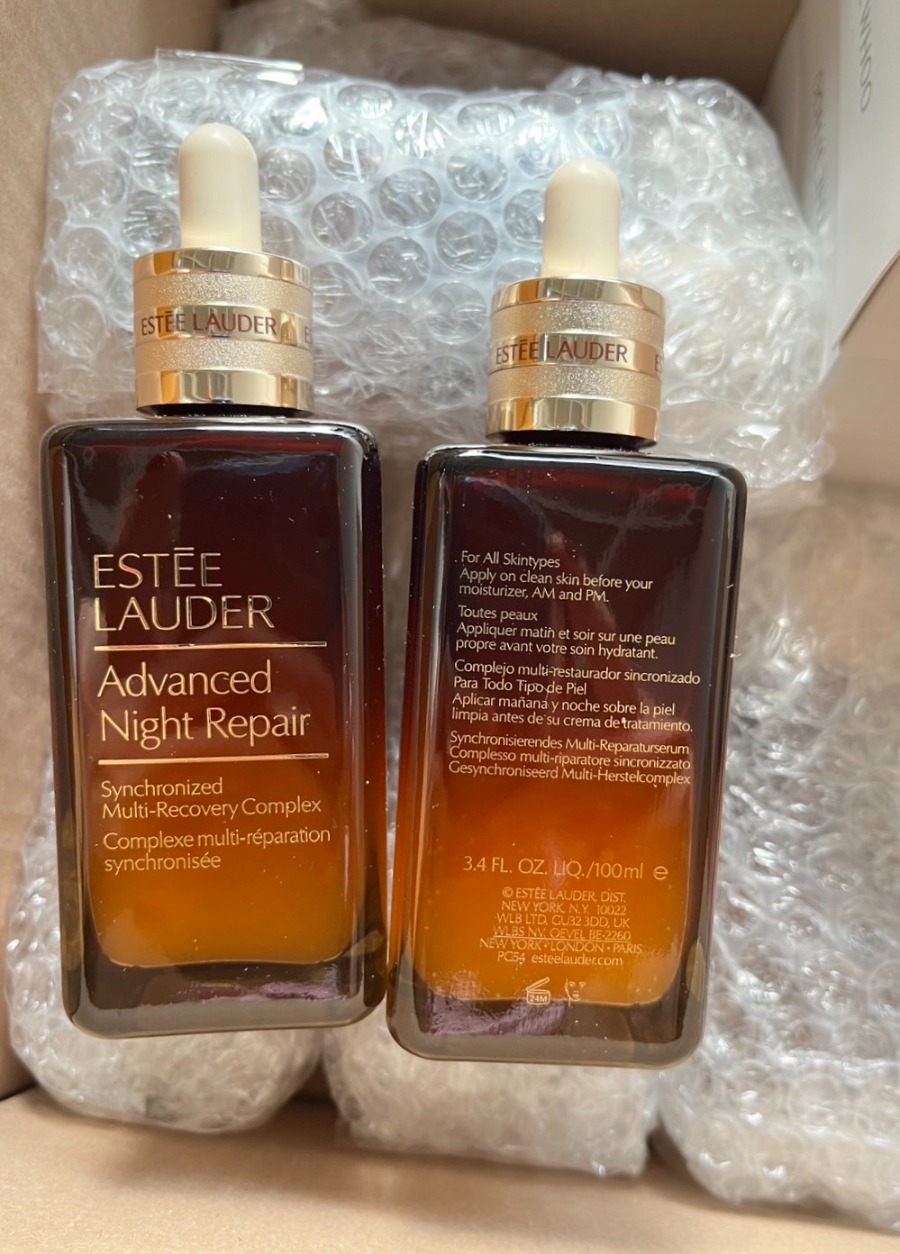 ESTĒE LAUDER
ESTĒE
LAUDER
Advanced
Night Repair
Synchronized
Multi-Recovery Complex
Complexe multi-réparation
synchronisée
ESTĒE LAUDER
For All Skintypes
Apply on clean skin before your
moisturizer, AM and PM.
Toutes peaux
Appliquer matin et soir sur une peau
propre avant votre soin hydratant.
Complejo multi-restaurador sincronizado
Para Todo Tipo de Piel
Aplicar mañana y noche sobre la piel
limpia antes de su crema de tratamiento.
Synchronisierendes Multi-Reparaturserum
Complesso multi-riparatore sincronizzato
Gesynchroniseerd Multi-Herstelcomplex
3.4 FL. OZ. LIQ./100ml ℮
© ESTĒE LAUDER, DIST.
NEW YORK, N.Y. 10022
WLB LTD. GU32 3DD, UK
WLBS NV. OEVEL BE-2260
NEW YORK • LONDON • PARIS
PC54 esteelauder.com
24M